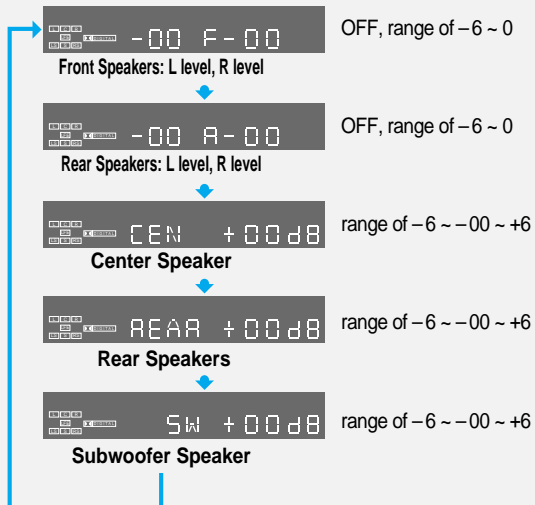 -00 F-00 OFF, range of –6 ~ 0
Front Speakers: L level, R level
-00 R-00 OFF, range of –6 ~ 0
Rear Speakers: L level, R level
CEN +00dB range of –6 ~ –00 ~ +6
Center Speaker
REAR +00dB range of –6 ~ –00 ~ +6
Rear Speakers
SW +00dB range of –6 ~ –00 ~ +6
Subwoofer Speaker